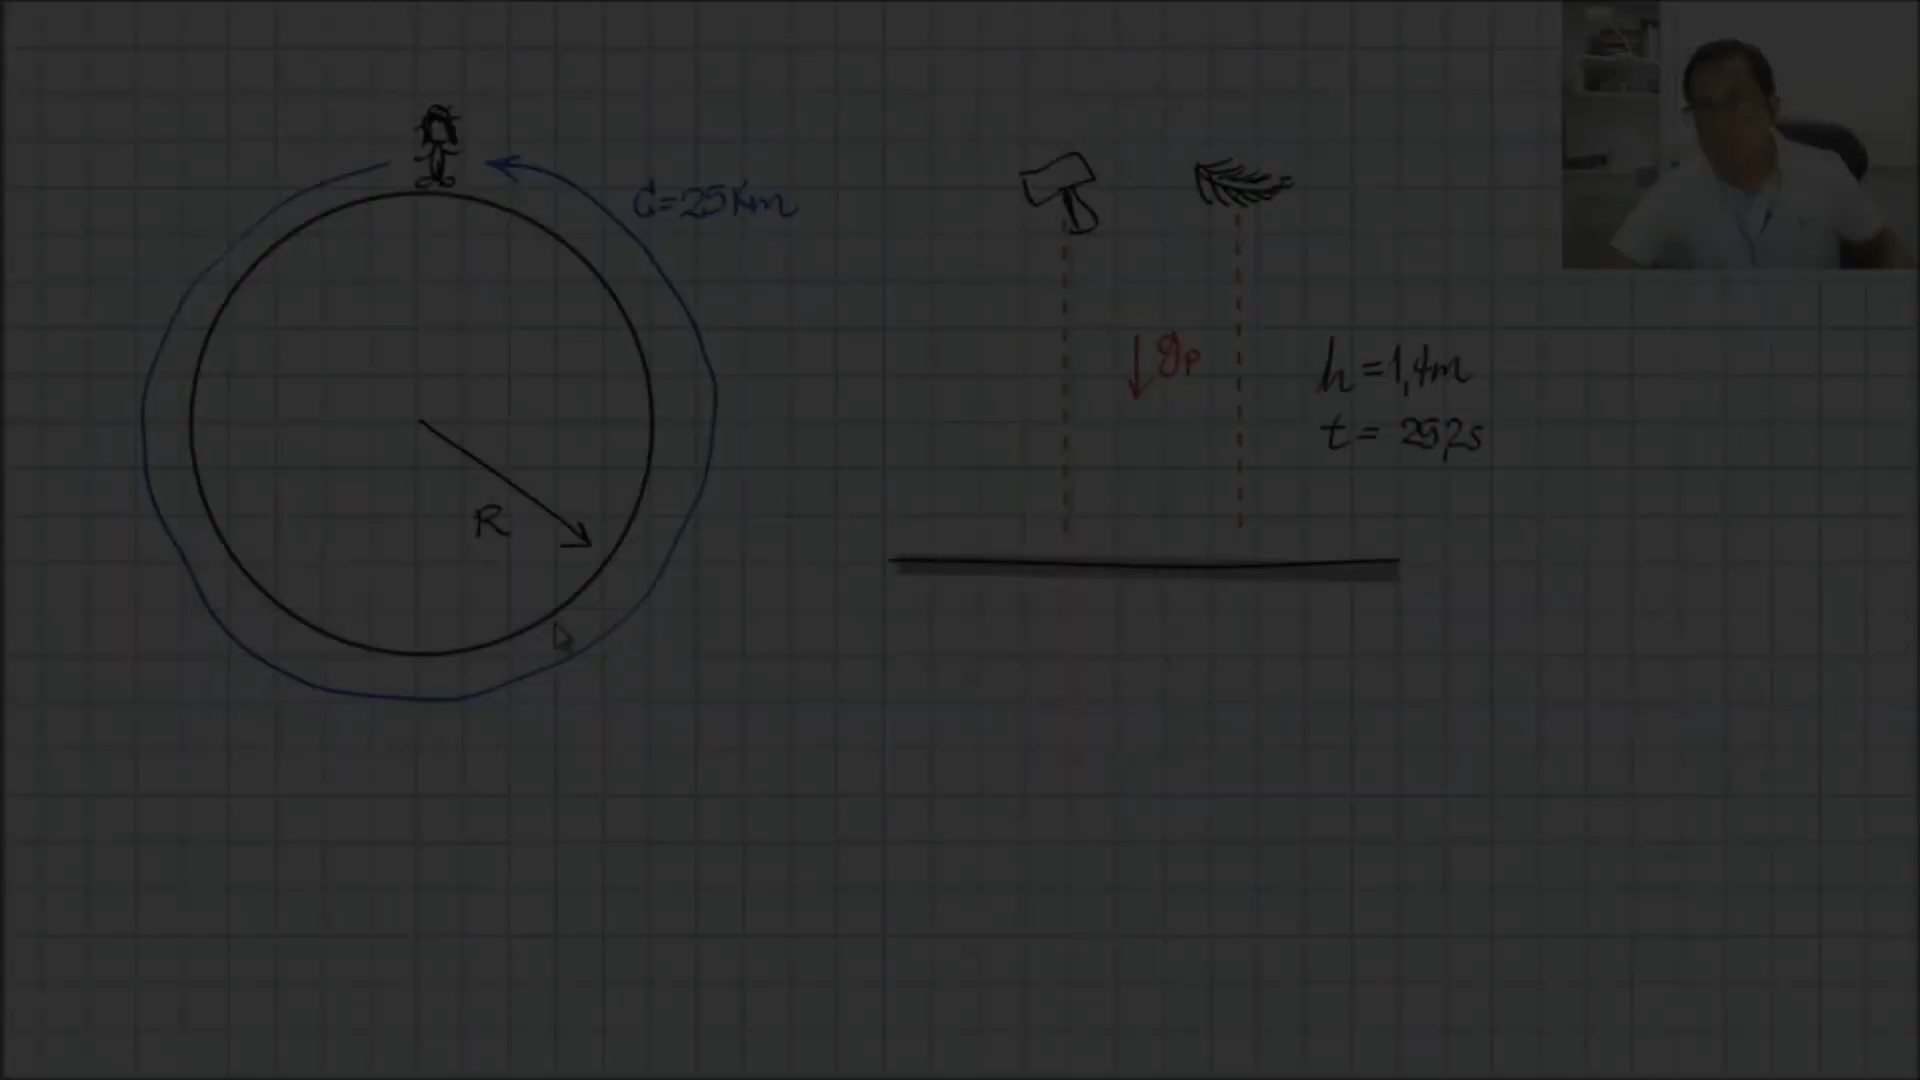 C=25Km
gp
h=1,4m
t= 29,2s
R